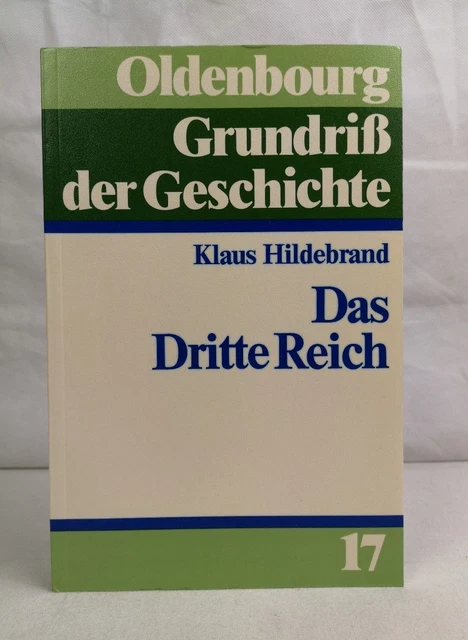 Oldenbourg
Grundriß
der Geschichte
Klaus Hildebrand
Das
Dritte Reich
17